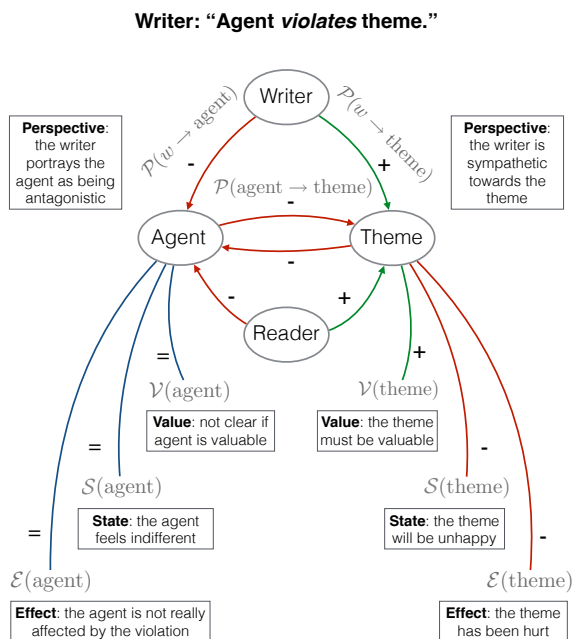 Writer: “Agent violates theme.”
Writer
𝒫(w → agent)
𝒫(w → theme)
Perspective:
the writer
portrays the
agent as being
antagonistic
Perspective:
the writer is
sympathetic
towards the
theme
-
+
𝒫(agent → theme)
-
Agent
Theme
-
-
+
Reader
=
+
𝒱(agent)
𝒱(theme)
Value: not clear if
agent is valuable
Value: the theme
must be valuable
=
-
𝒮(agent)
𝒮(theme)
State: the agent
feels indifferent
State: the theme
will be unhappy
=
-
ℰ(agent)
ℰ(theme)
Effect: the agent is not really
affected by the violation
Effect: the theme
has been hurt